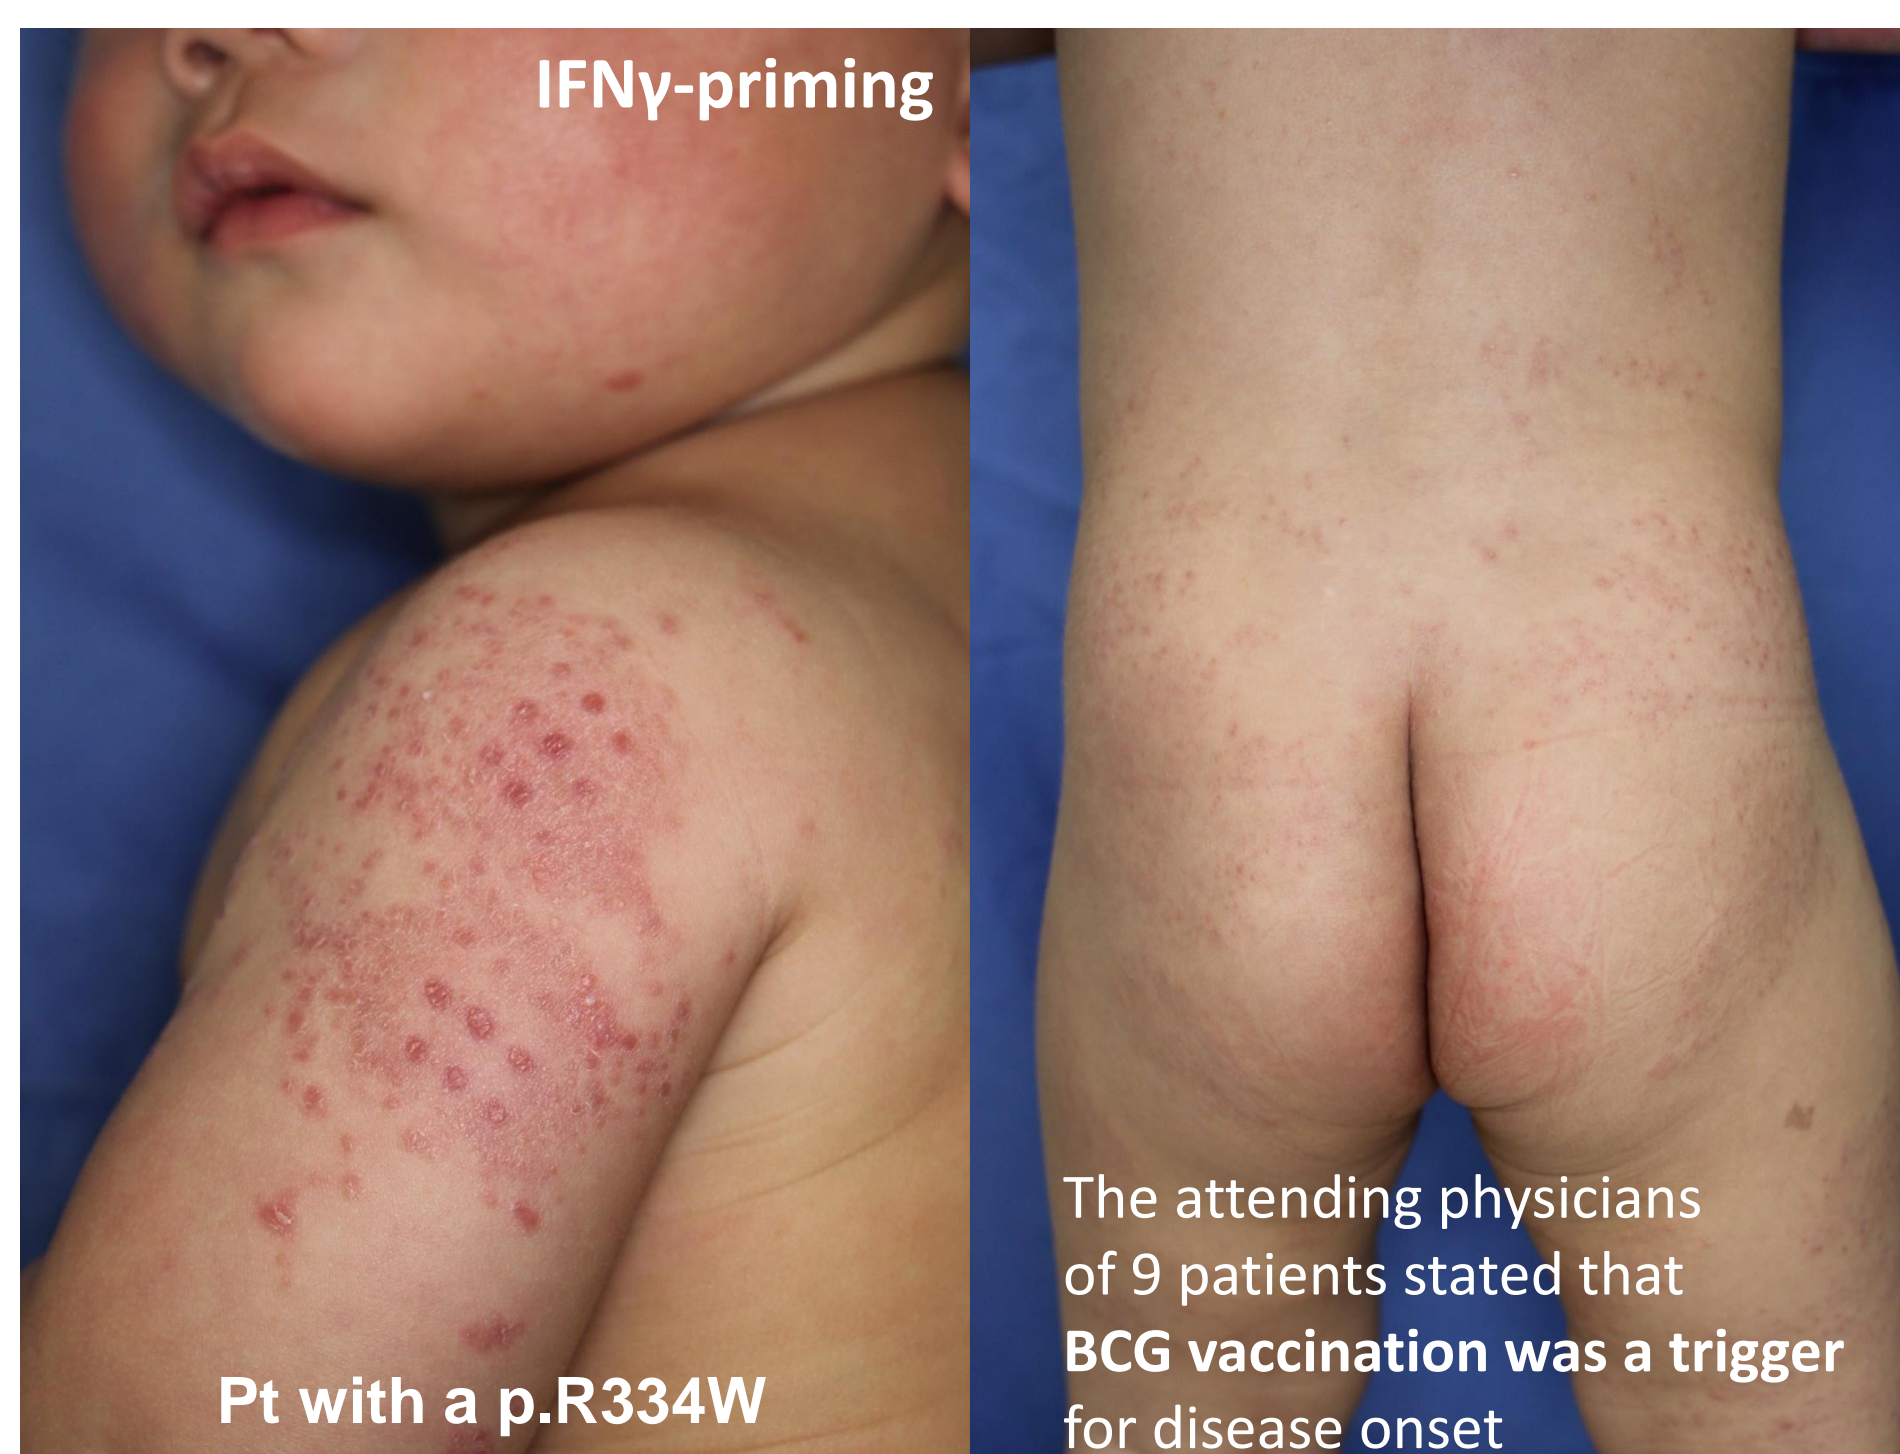 IFNγ-priming
Pt with a p.R334W
The attending physicians
of 9 patients stated that
BCG vaccination was a trigger
for disease onset